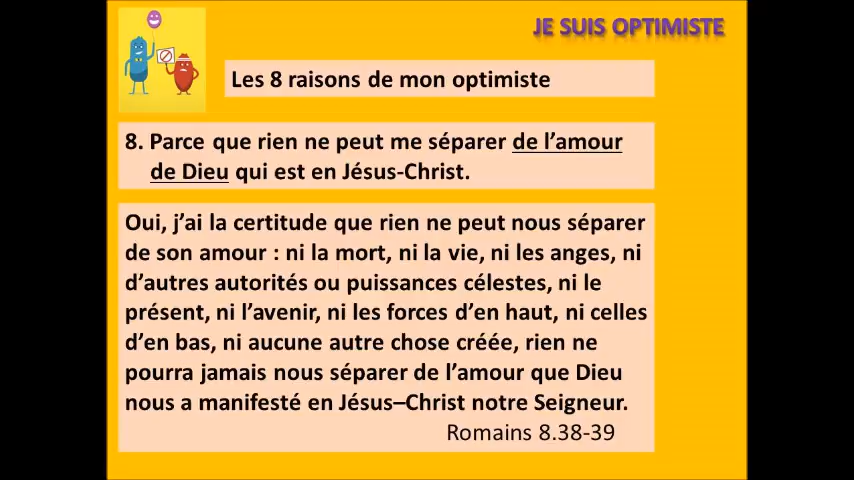 JE SUIS OPTIMISTE
Les 8 raisons de mon optimiste
8. Parce que rien ne peut me séparer de l’amour
de Dieu qui est en Jésus-Christ.
Oui, j’ai la certitude que rien ne peut nous séparer
de son amour : ni la mort, ni la vie, ni les anges, ni
d’autres autorités ou puissances célestes, ni le
présent, ni l’avenir, ni les forces d’en haut, ni celles
d’en bas, ni aucune autre chose créée, rien ne
pourra jamais nous séparer de l’amour que Dieu
nous a manifesté en Jésus–Christ notre Seigneur.
Romains 8.38-39